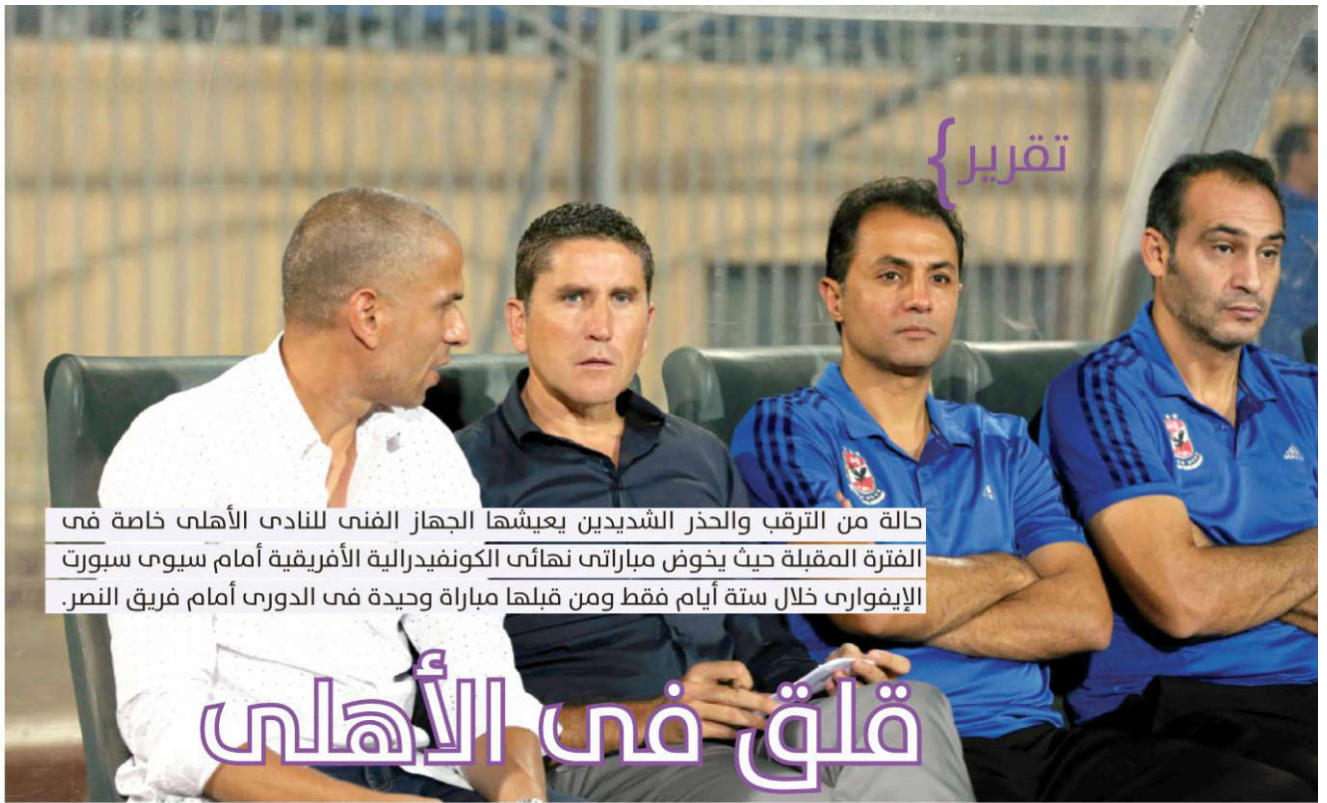 تقرير}
حالة من الترقب والحذر الشديدين يعيشها الجهاز الفنى للنادى الأهلى خاصة فى
الفترة المقبلة حيث يخوض مباراتى نهائى الكونفيدرالية الأفريقية أمام سيوى سبورت
الإيفوارى خلال ستة أيام فقط ومن قبلها مباراة وحيدة فى الدورى أمام فريق النصر.
قلق فى الأهلى